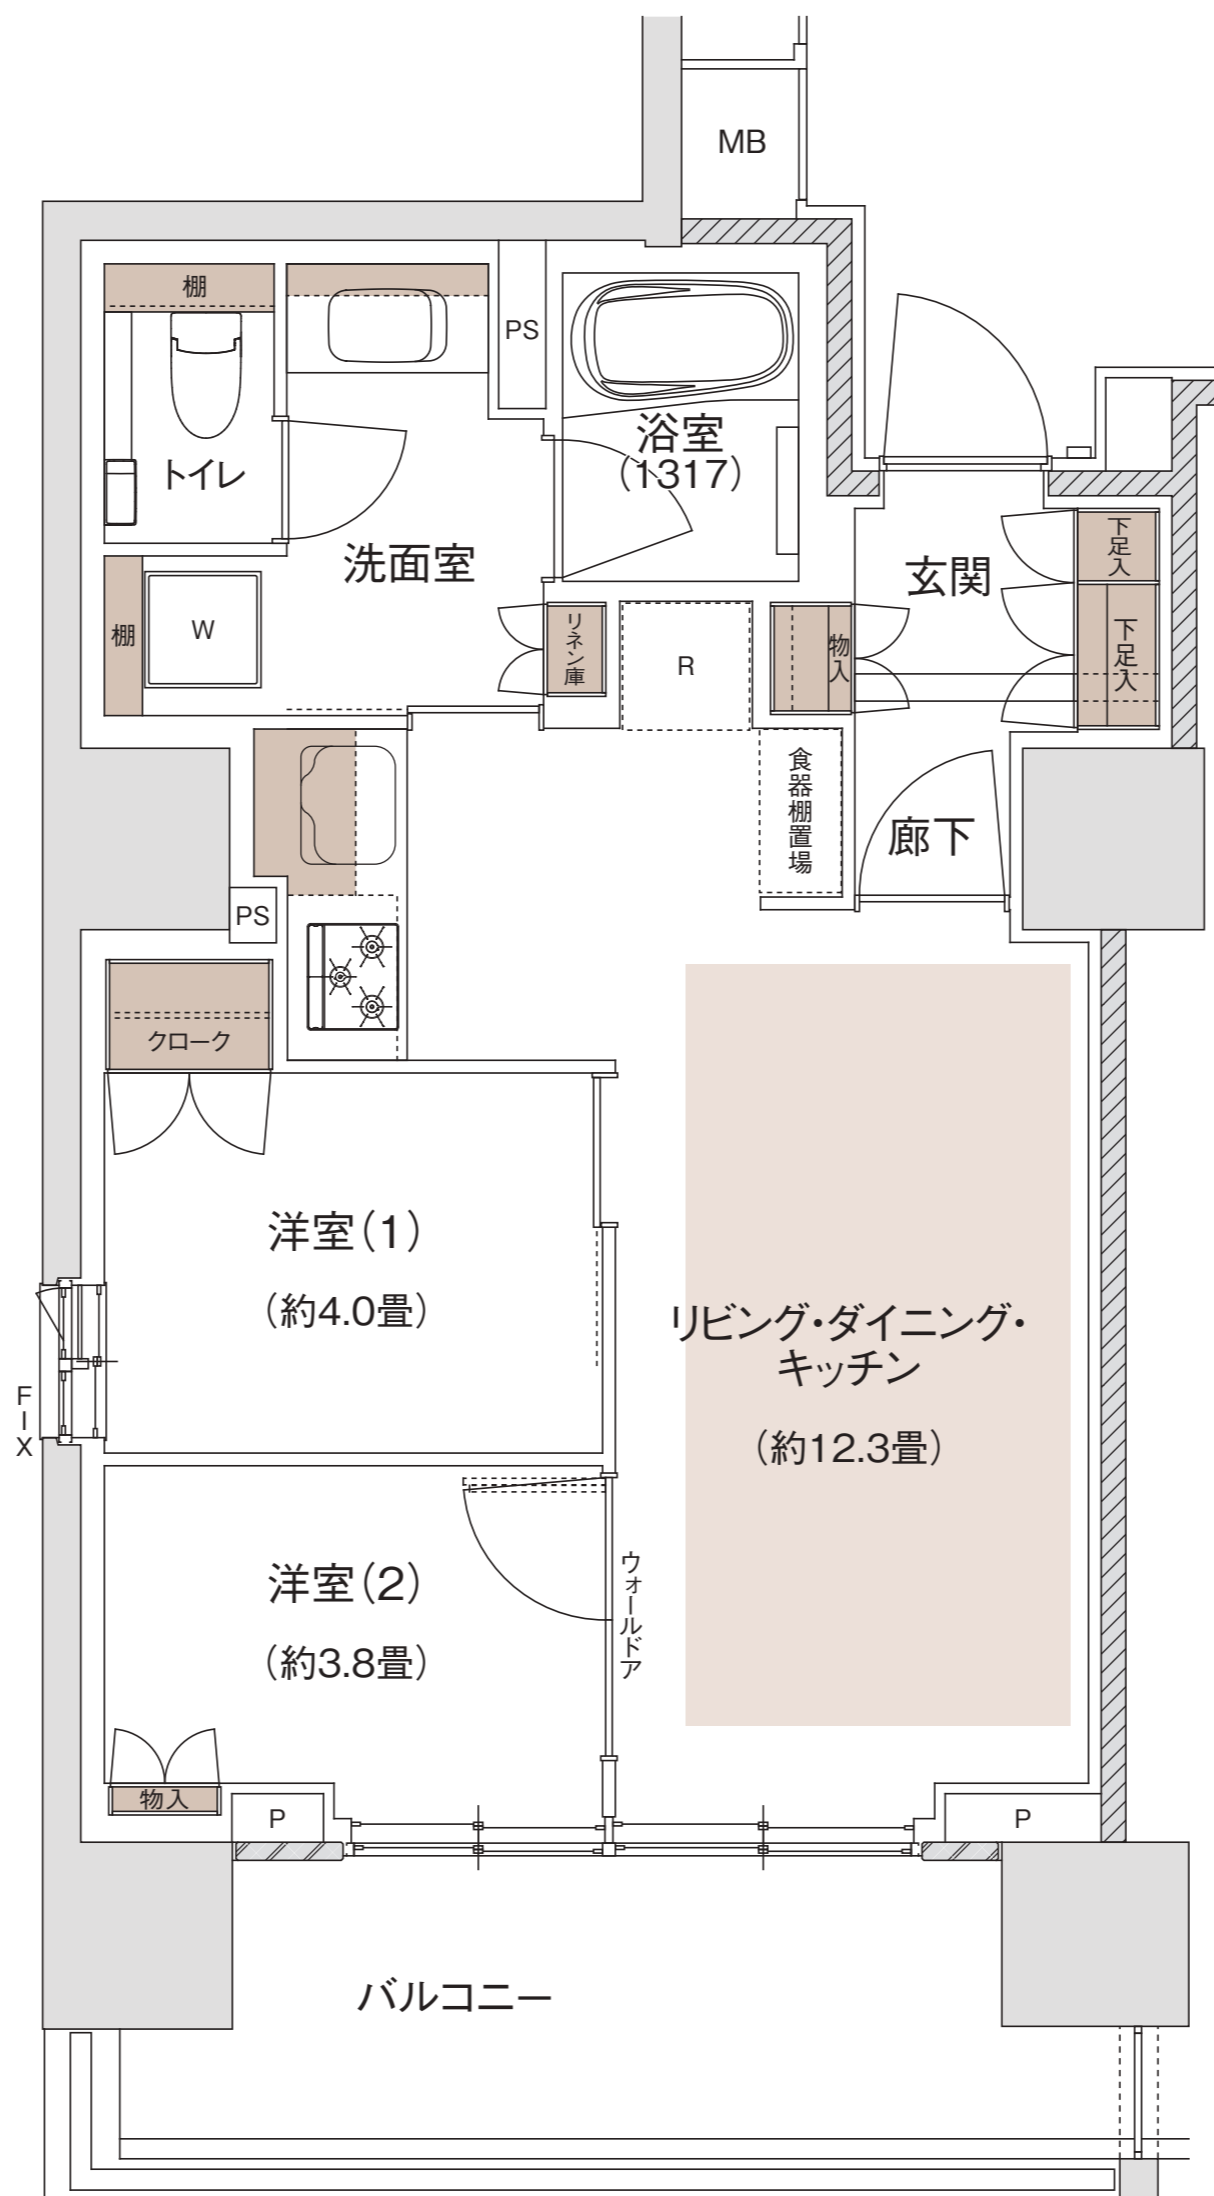 MB
棚
PS
トイレ
浴室
（1317）
洗面室
棚
W
リネン庫
R
物入
玄関
下足入
下足入
食器棚置場
廊下
PS
クローク
洋室（1）
（約4.0畳）
FIX
リビング・ダイニング・
キッチン
（約12.3畳）
洋室（2）
（約3.8畳）
ウォールドア
物入
P
P
バルコニー